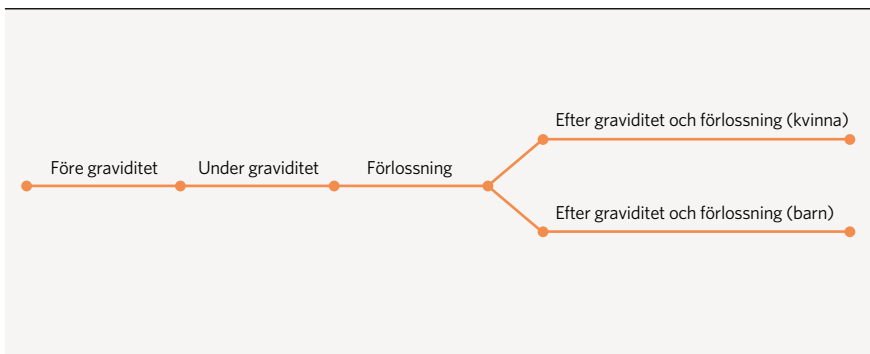 Före graviditet
Under graviditet
Förlossning
Efter graviditet och förlossning (kvinna)
Efter graviditet och förlossning (barn)